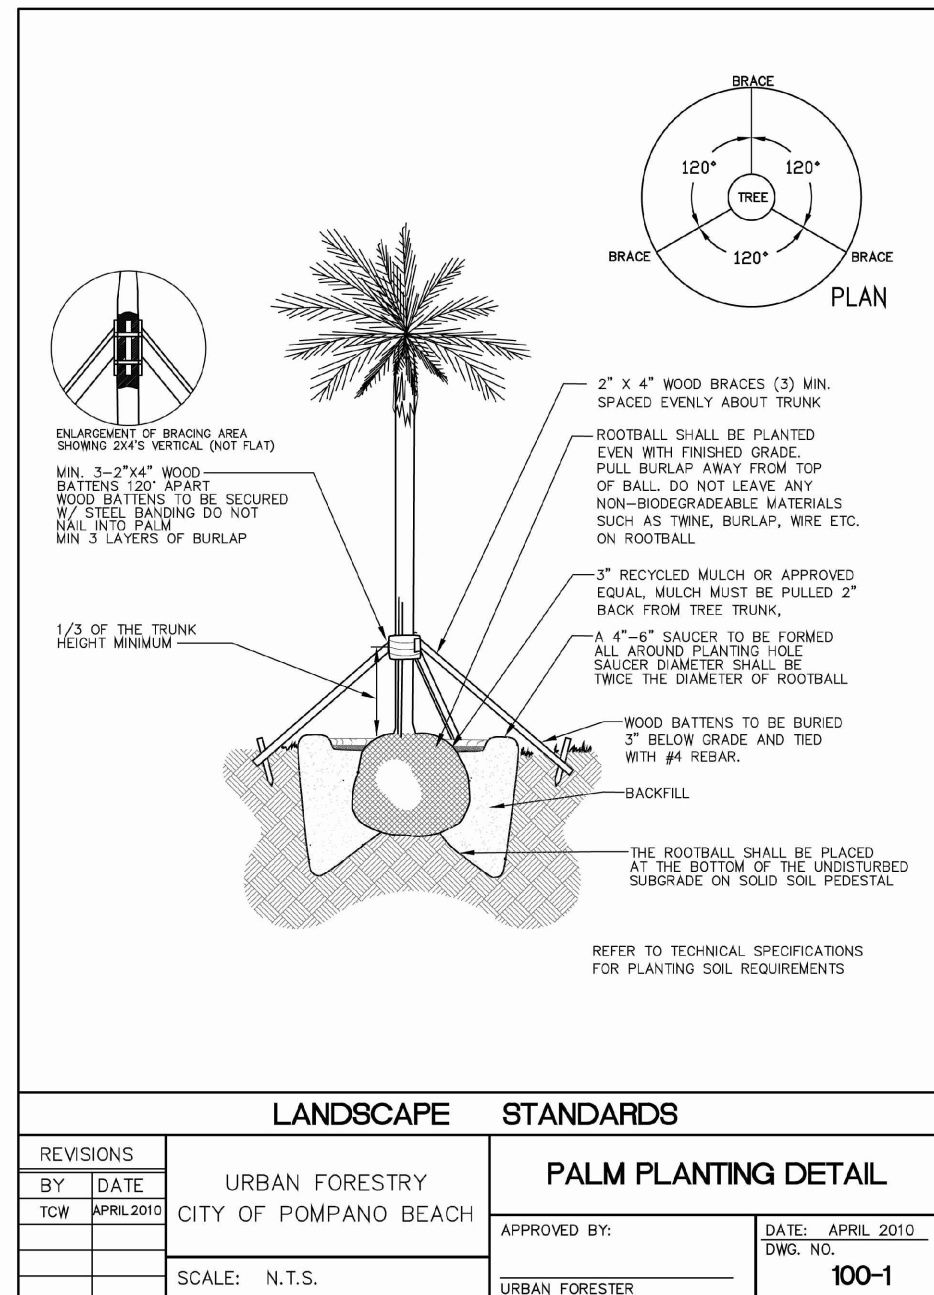 BRACE
120°
120°
TREE
BRACE
120°
BRACE
PLAN
ENLARGEMENT OF BRACING AREA
SHOWING 2X4'S VERTICAL (NOT FLAT)
MIN. 3-2"X4" WOOD
BATTENS 120° APART
WOOD BATTENS TO BE SECURED
W/ STEEL BANDING DO NOT
NAIL INTO PALM
MIN 3 LAYERS OF BURLAP
1/3 OF THE TRUNK
HEIGHT MINIMUM
2" X 4" WOOD BRACES (3) MIN.
SPACED EVENLY ABOUT TRUNK
ROOTBALL SHALL BE PLANTED
EVEN WITH FINISHED GRADE.
PULL BURLAP AWAY FROM TOP
OF BALL. DO NOT LEAVE ANY
NON-BIODEGRADEABLE MATERIALS
SUCH AS TWINE, BURLAP, WIRE ETC.
ON ROOTBALL
3" RECYCLED MULCH OR APPROVED
EQUAL, MULCH MUST BE PULLED 2"
BACK FROM TREE TRUNK,
A 4"-6" SAUCER TO BE FORMED
ALL AROUND PLANTING HOLE
SAUCER DIAMETER SHALL BE
TWICE THE DIAMETER OF ROOTBALL
WOOD BATTENS TO BE BURIED
3" BELOW GRADE AND TIED
WITH #4 REBAR.
BACKFILL
THE ROOTBALL SHALL BE PLACED
AT THE BOTTOM OF THE UNDISTURBED
SUBGRADE ON SOLID SOIL PEDESTAL
REFER TO TECHNICAL SPECIFICATIONS
FOR PLANTING SOIL REQUIREMENTS
LANDSCAPE STANDARDS
REVISIONS
BY DATE
TCW APRIL 2010
URBAN FORESTRY
CITY OF POMPANO BEACH
SCALE: N.T.S.
PALM PLANTING DETAIL
APPROVED BY:
URBAN FORESTER
DATE: APRIL 2010
DWG. NO.
100-1